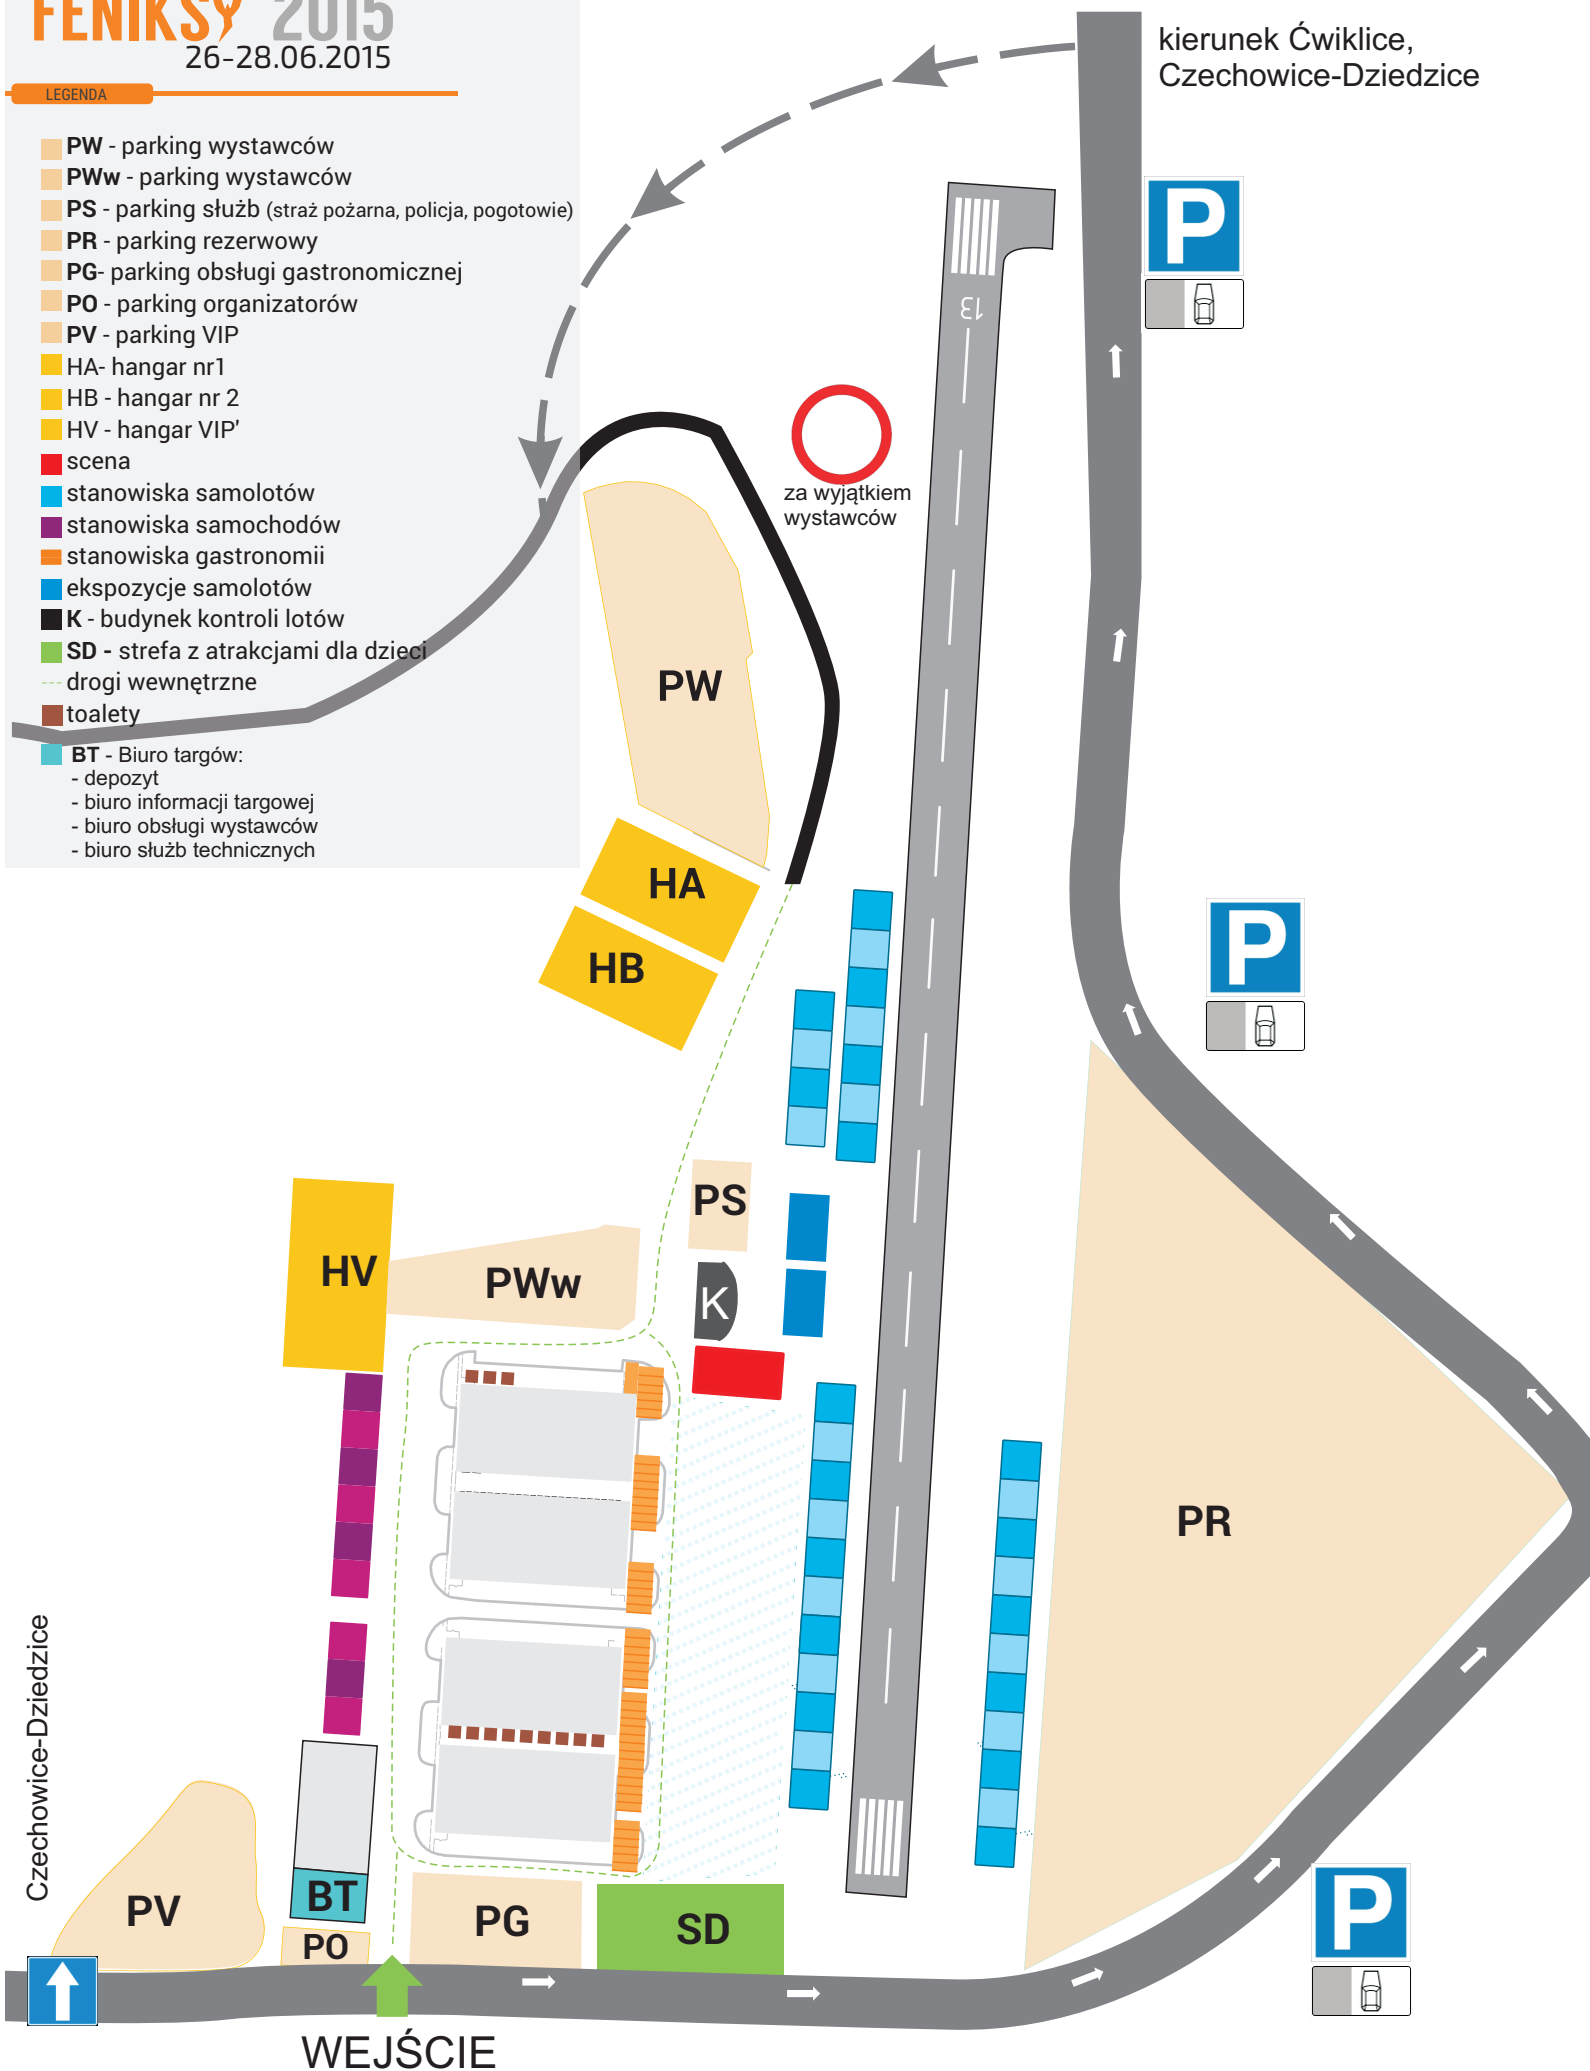 FENIKSY 2015
26-28.06.2015
LEGENDA
PW - parking wystawców
PWw - parking wystawców
PS - parking służb (straż pożarna, policja, pogotowie)
PR - parking rezerwowy
PG- parking obsługi gastronomicznej
PO - parking organizatorów
PV - parking VIP
HA- hangar nr1
HB - hangar nr 2
HV - hangar VIP'
scena
stanowiska samolotów
stanowiska samochodów
stanowiska gastronomii
ekspozycje samolotów
K - budynek kontroli lotów
SD - strefa z atrakcjami dla dzieci
drogi wewnętrzne
toalety
BT - Biuro targów:
- depozyt
- biuro informacji targowej
- biuro obsługi wystawców
- biuro służb technicznych
kierunek Ćwiklice,
Czechowice-Dziedzice
P
13
za wyjątkiem
wystawców
PW
HA
HB
P
PS
HV
PWw
K
PR
Czechowice-Dziedzice
BT
PV
PG
SD
PO
P
WEJŚCIE